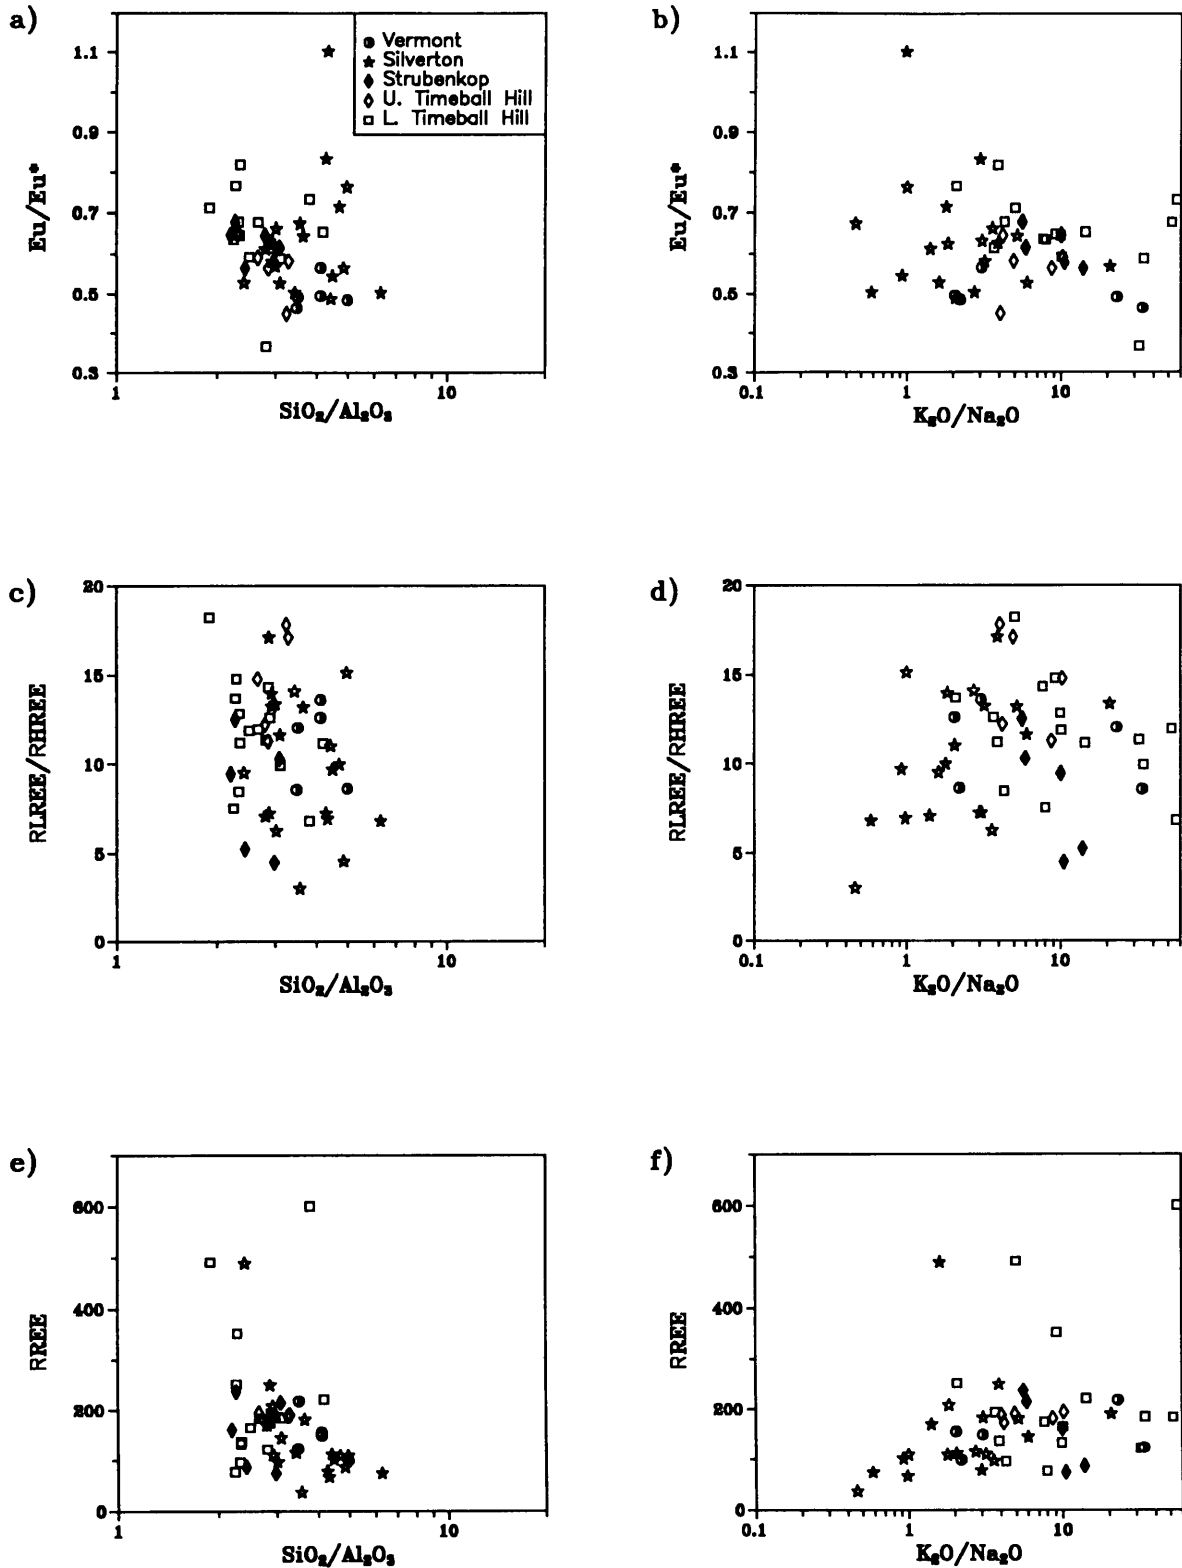 a)
1.1
0.9
0.7
0.5
0.3
Eu/Eu*
Vermont
Silverton
Strubenkop
U. Timeball Hill
L. Timeball Hill
1
10
SiO₂/Al₂O₃
b)
1.1
0.9
0.7
0.5
0.3
Eu/Eu*
0.1
1
10
K₂O/Na₂O
c)
20
15
10
5
0
RLREE/RHREE
1
10
SiO₂/Al₂O₃
d)
20
15
10
5
0
RLREE/RHREE
0.1
1
10
K₂O/Na₂O
e)
600
400
200
0
RREE
1
10
SiO₂/Al₂O₃
f)
600
400
200
0
RREE
0.1
1
10
K₂O/Na₂O